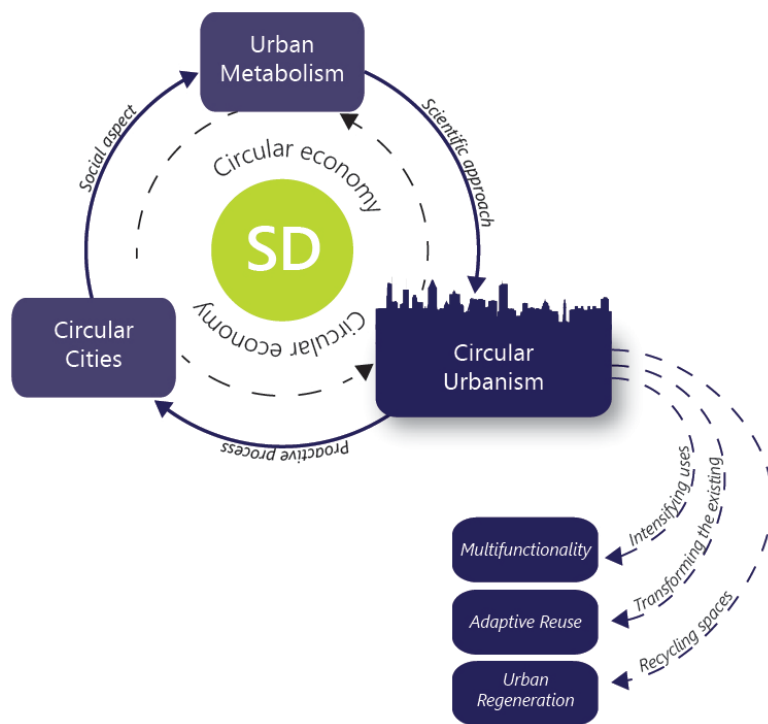 Urban
Metabolism
Social aspect
Scientific approach
Circular economy
SD
Circular economy
Circular
Cities
Circular
Urbanism
Proactive process
Intensifying uses
Multifunctionality
Transforming the existing
Adaptive Reuse
Recycling spaces
Urban
Regeneration